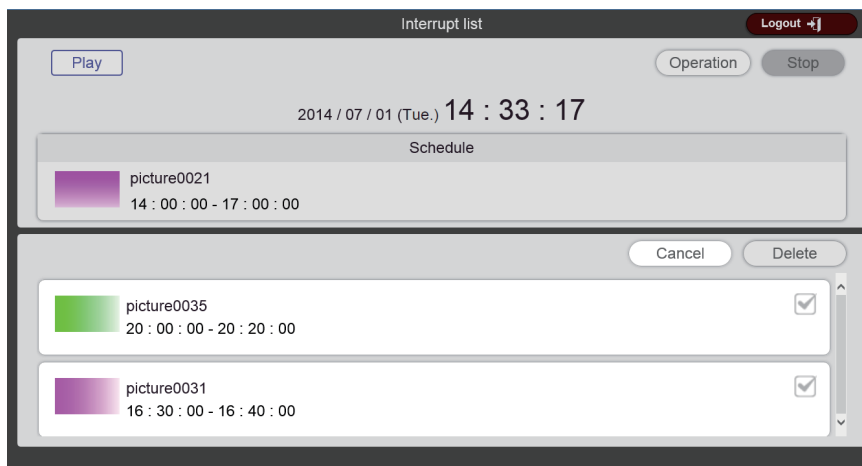 Interrupt list
Logout
Play
Operation
Stop
2014 / 07 / 01 (Tue.) 14 : 33 : 17
Schedule
picture0021
14 : 00 : 00 - 17 : 00 : 00
Cancel
Delete
picture0035
20 : 00 : 00 - 20 : 20 : 00
picture0031
16 : 30 : 00 - 16 : 40 : 00